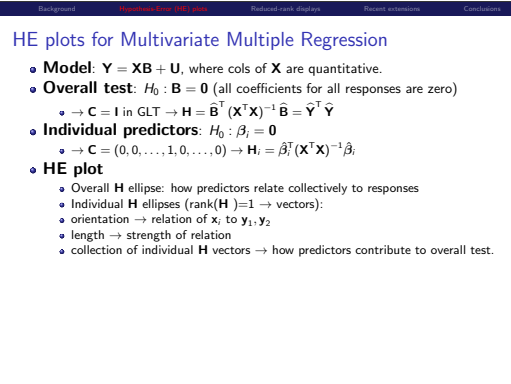 Background Hypothesis-Error (HE) plots Reduced-rank displays Recent extensions Conclusions
HE plots for Multivariate Multiple Regression
Model: Y = XB + U, where cols of X are quantitative.
Overall test: H₀ : B = 0 (all coefficients for all responses are zero)
→ C = I in GLT → H = B̂ᵀ (XᵀX)⁻¹ B̂ = Ŷᵀ Ŷ
Individual predictors: H₀ : βᵢ = 0
→ C = (0, 0, . . . , 1, 0, . . . , 0) → Hᵢ = β̂ᵢᵀ(XᵀX)⁻¹β̂ᵢ
HE plot
Overall H ellipse: how predictors relate collectively to responses
Individual H ellipses (rank(H )=1 → vectors):
orientation → relation of xᵢ to y₁, y₂
length → strength of relation
collection of individual H vectors → how predictors contribute to overall test.